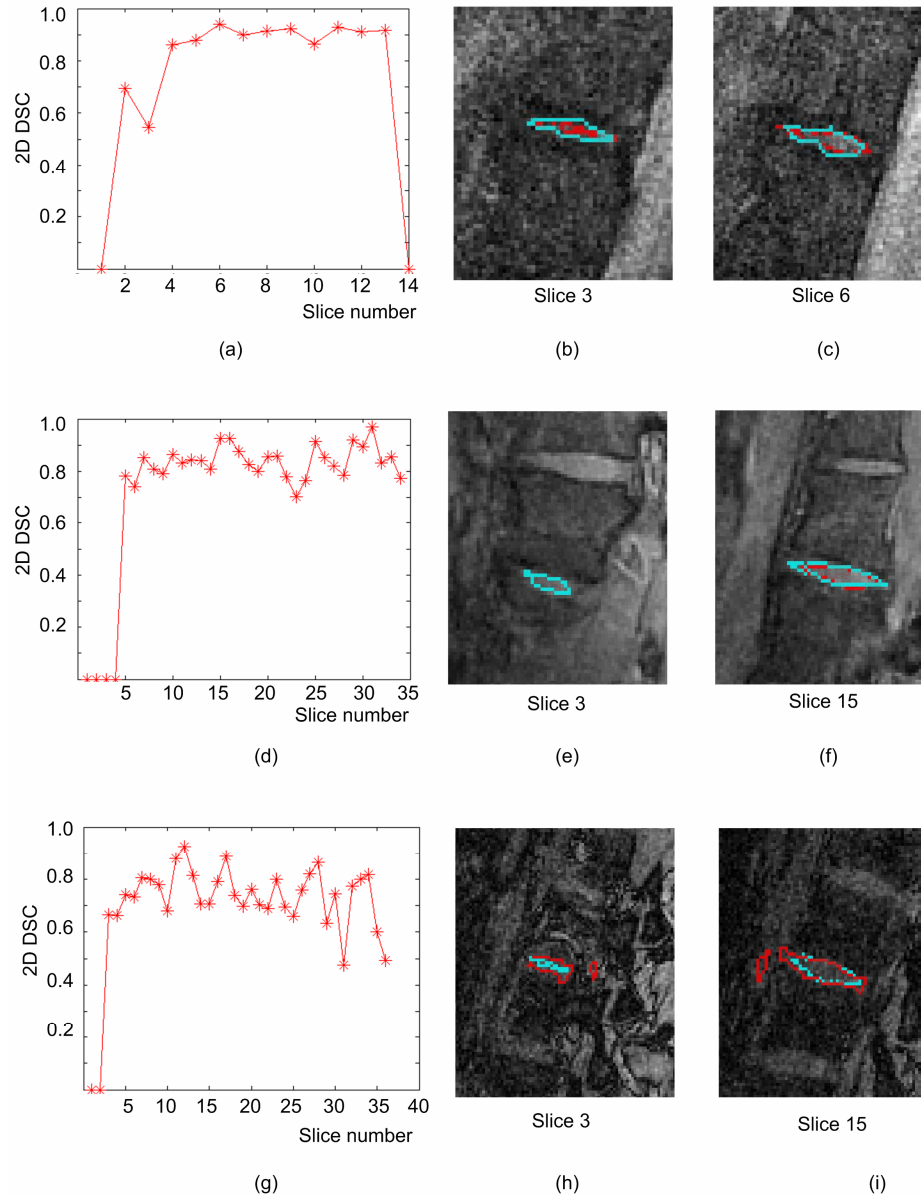 1.0
0.8
0.6
0.4
0.2
2D DSC
2 4 6 8 10 12 14
Slice number
(a)
Slice 3
(b)
Slice 6
(c)
1.0
0.8
0.6
0.4
0.2
2D DSC
5 10 15 20 25 30 35
Slice number
(d)
Slice 3
(e)
Slice 15
(f)
1.0
0.8
0.6
0.4
0.2
2D DSC
5 10 15 20 25 30 35 40
Slice number
(g)
Slice 3
(h)
Slice 15
(i)